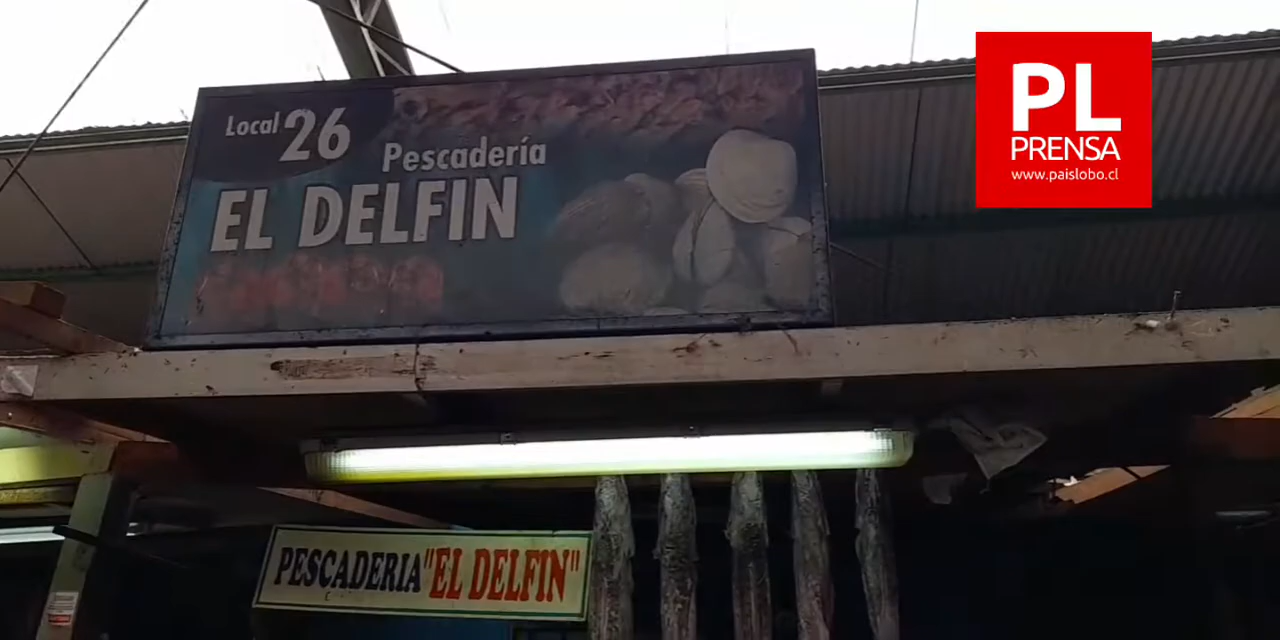 Local 26
Pescadería
EL DELFIN
PL
PRENSA
www.paislobo.cl
PESCADERIA "EL DELFIN"